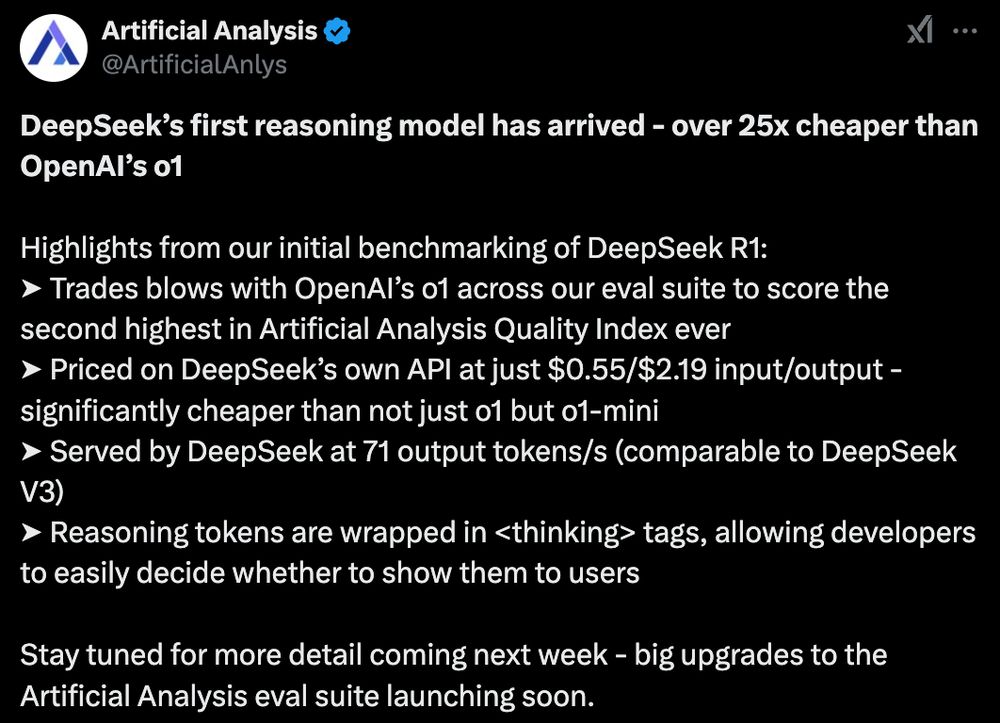 Artificial Analysis
@ArtificialAnlys
DeepSeek’s first reasoning model has arrived - over 25x cheaper than
OpenAI’s o1
Highlights from our initial benchmarking of DeepSeek R1:
➤ Trades blows with OpenAI’s o1 across our eval suite to score the
second highest in Artificial Analysis Quality Index ever
➤ Priced on DeepSeek’s own API at just $0.55/$2.19 input/output -
significantly cheaper than not just o1 but o1-mini
➤ Served by DeepSeek at 71 output tokens/s (comparable to DeepSeek
V3)
➤ Reasoning tokens are wrapped in <thinking> tags, allowing developers
to easily decide whether to show them to users
Stay tuned for more detail coming next week - big upgrades to the
Artificial Analysis eval suite launching soon.